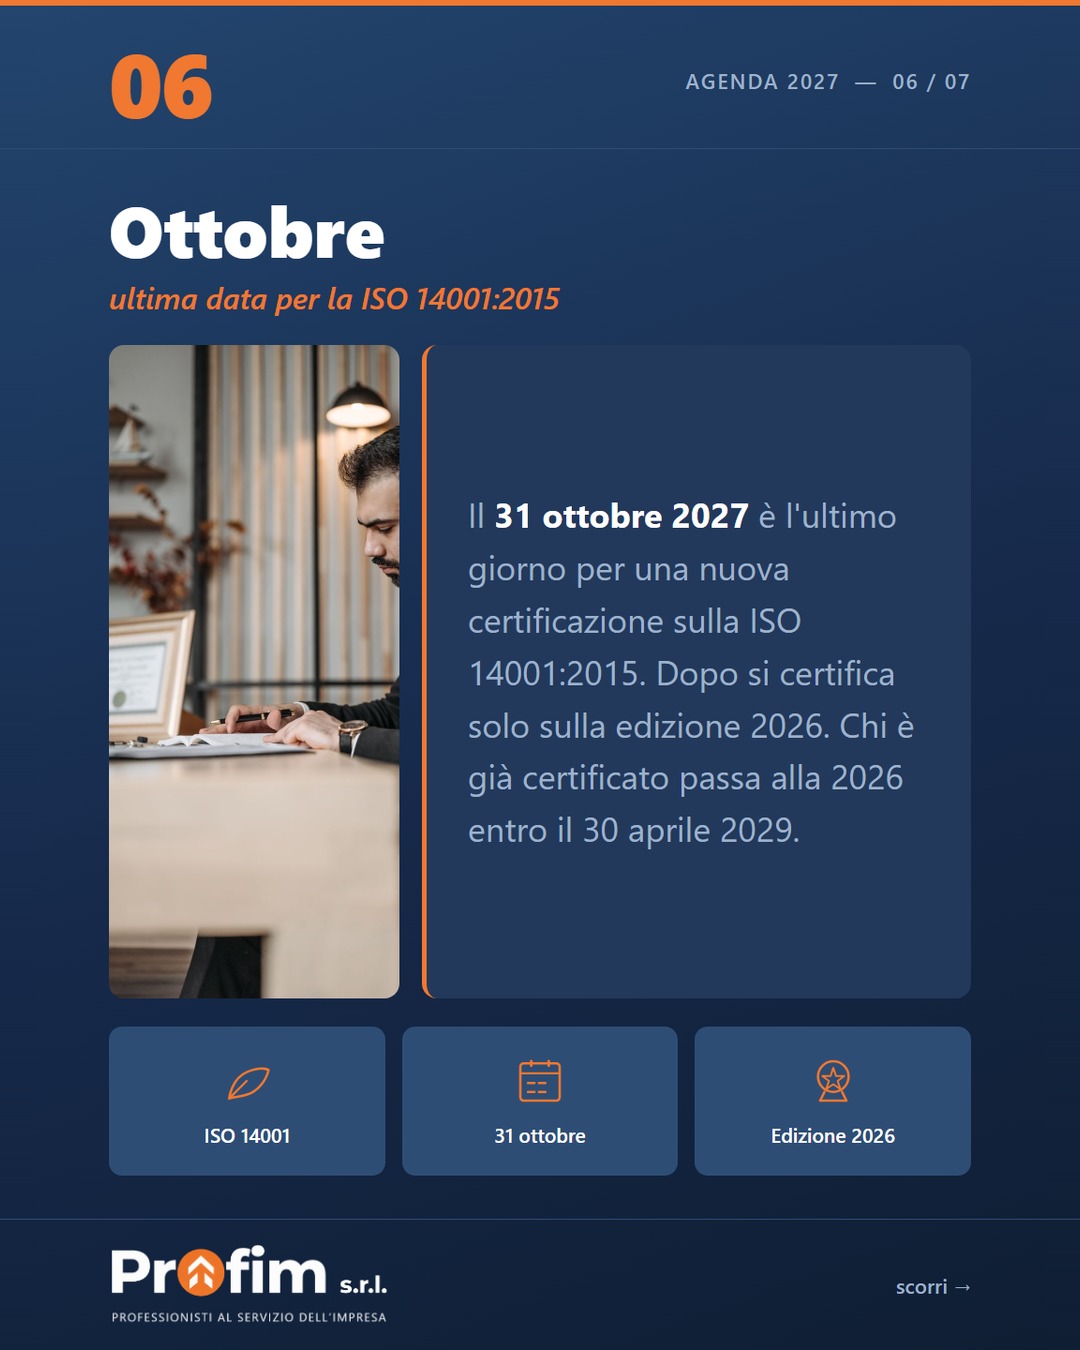 06
AGENDA 2027 — 06 / 07
Ottobre
ultima data per la ISO 14001:2015
Il 31 ottobre 2027 è l'ultimo
giorno per una nuova
certificazione sulla ISO
14001:2015. Dopo si certifica
solo sulla edizione 2026. Chi è
già certificato passa alla 2026
entro il 30 aprile 2029.
ISO 14001
31 ottobre
Edizione 2026
Profim s.r.l.
PROFESSIONISTI AL SERVIZIO DELL'IMPRESA
scorri →